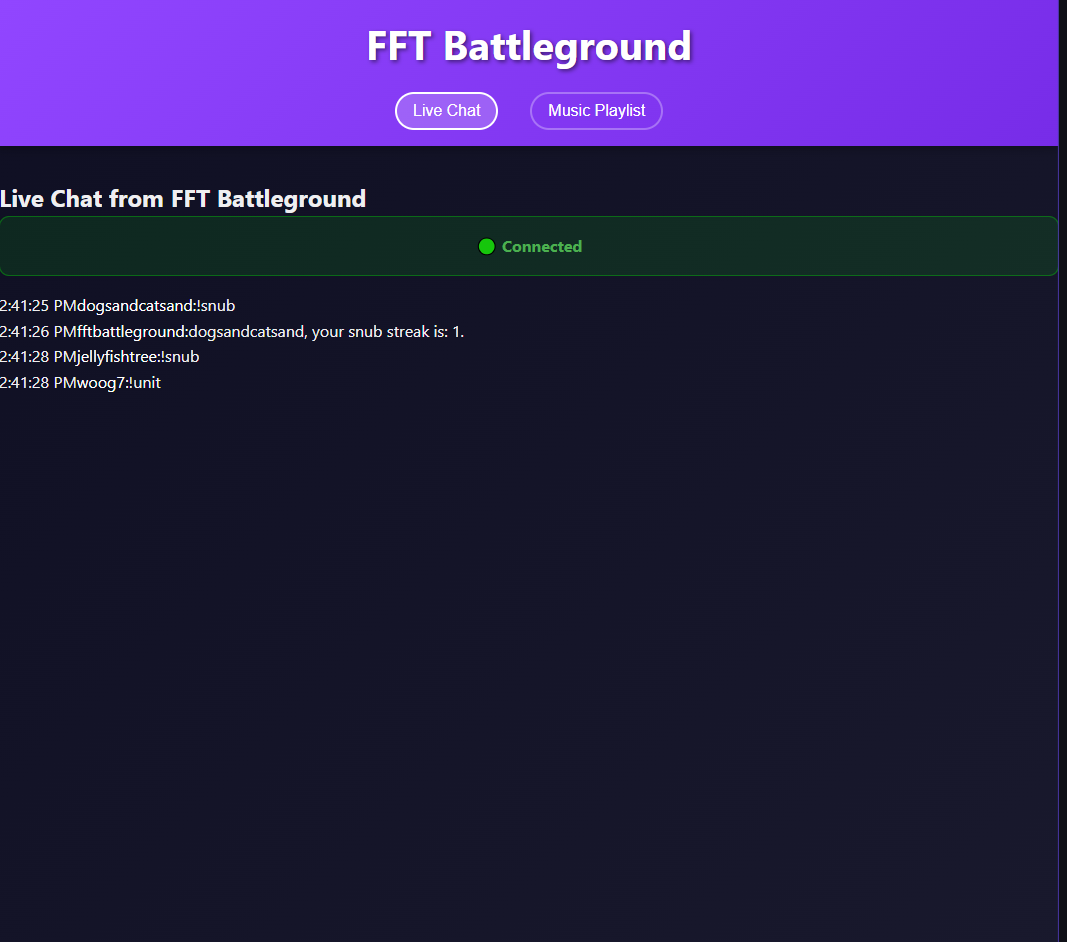 FFT Battleground
Live Chat
Music Playlist
Live Chat from FFT Battleground
Connected
2:41:25 PMdogsandcatsand:!snub
2:41:26 PMfftbattleground:dogsandcatsand, your snub streak is: 1.
2:41:28 PMjellyfishtree:!snub
2:41:28 PMwoog7:!unit